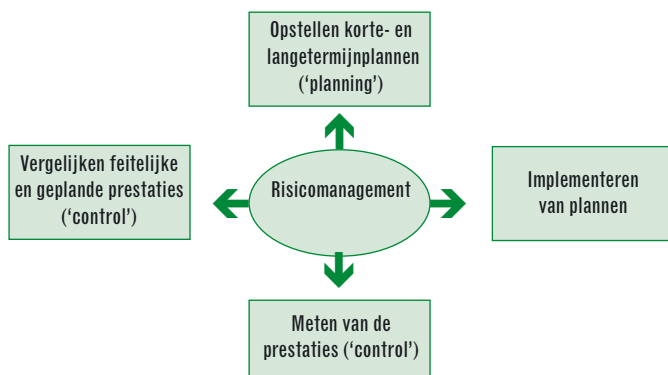 Opstellen korte- en
langetermijnplannen
(‘planning’)
Vergelijken feitelijke
en geplande prestaties
(‘control’)
Risicomanagement
Implementeren
van plannen
Meten van de
prestaties (‘control’)